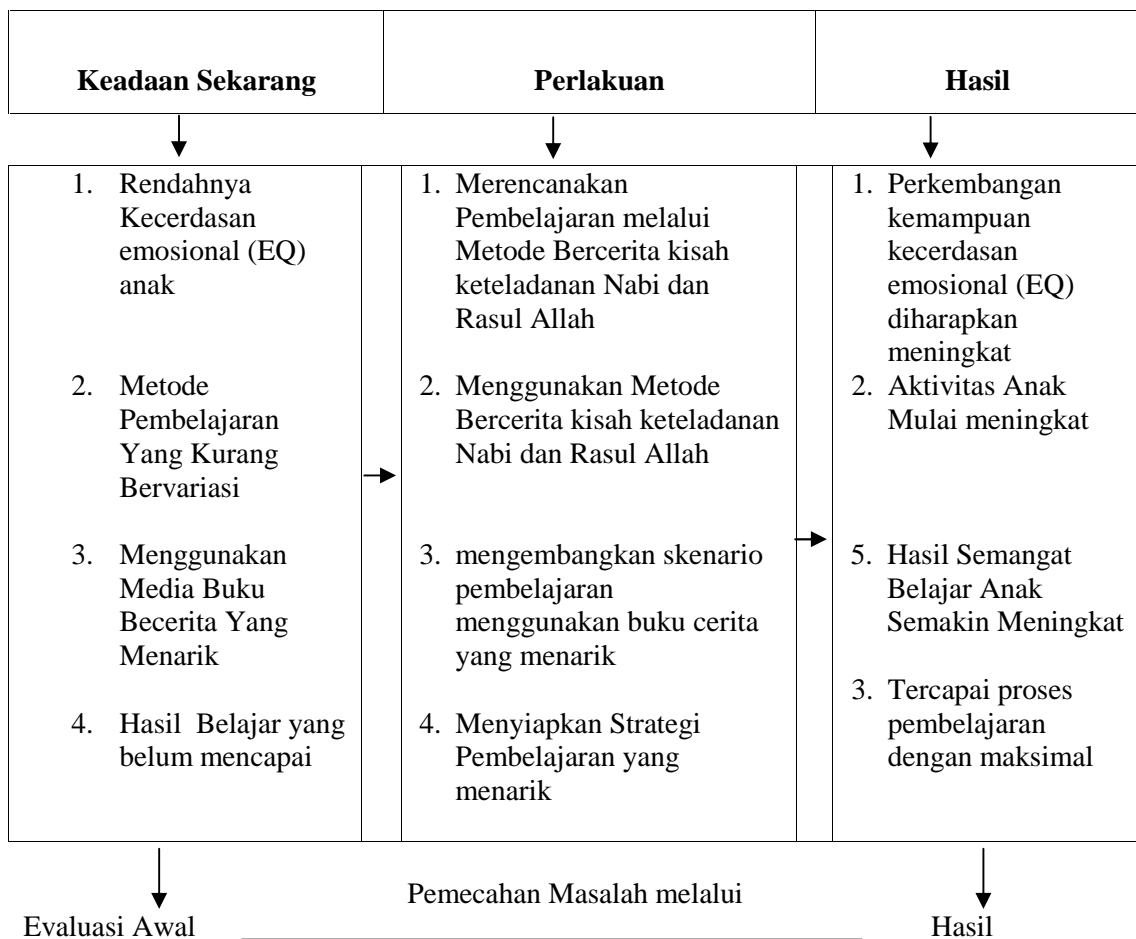 Keadaan Sekarang
Perlakuan
Hasil
1. Rendahnya
Kecerdasan
emosional (EQ)
anak
2. Metode
Pembelajaran
Yang Kurang
Bervariasi
3. Menggunakan
Media Buku
Becerita Yang
Menarik
4. Hasil Belajar yang
belum mencapai
1. Merencanakan
Pembelajaran melalui
Metode Bercerita kisah
keteladanan Nabi dan
Rasul Allah
2. Menggunakan Metode
Bercerita kisah keteladanan
Nabi dan Rasul Allah
3. mengembangkan skenario
pembelajaran
menggunakan buku cerita
yang menarik
4. Menyiapkan Strategi
Pembelajaran yang
menarik
1. Perkembangan
kemampuan
kecerdasan
emosional (EQ)
diharapkan
meningkat
2. Aktivitas Anak
Mulai meningkat
5. Hasil Semangat
Belajar Anak
Semakin Meningkat
3. Tercapai proses
pembelajaran
dengan maksimal
Pemecahan Masalah melalui
Evaluasi Awal
Hasil